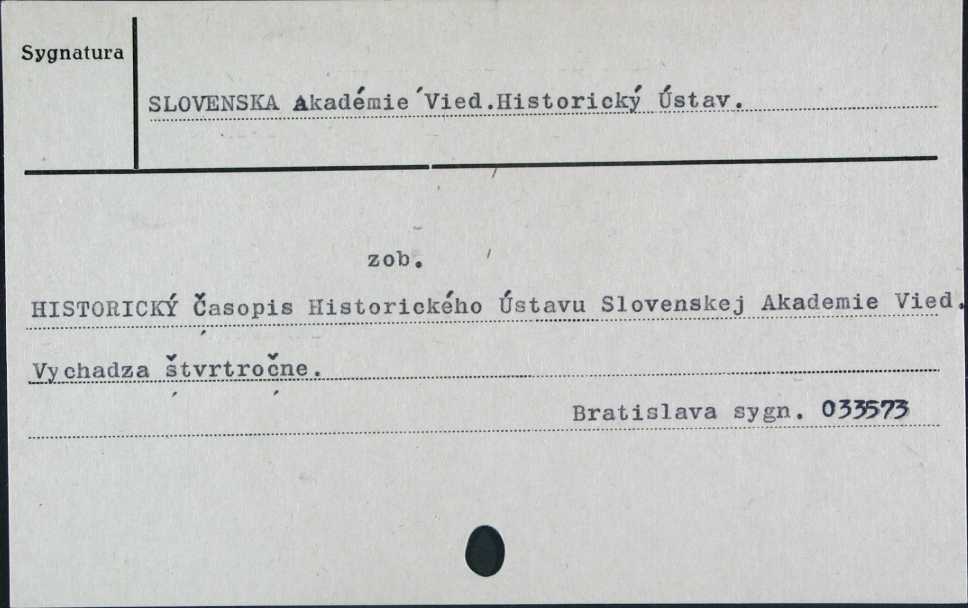 Sygnatura
SLOVENSKA Akadémie Vied.Historický Ústav.
zob.
HISTORICKÝ Časopis Historického Ústavu Slovenskej Akademie Vied.
Vychadza štvrtročne.
Bratislava sygn. 033573